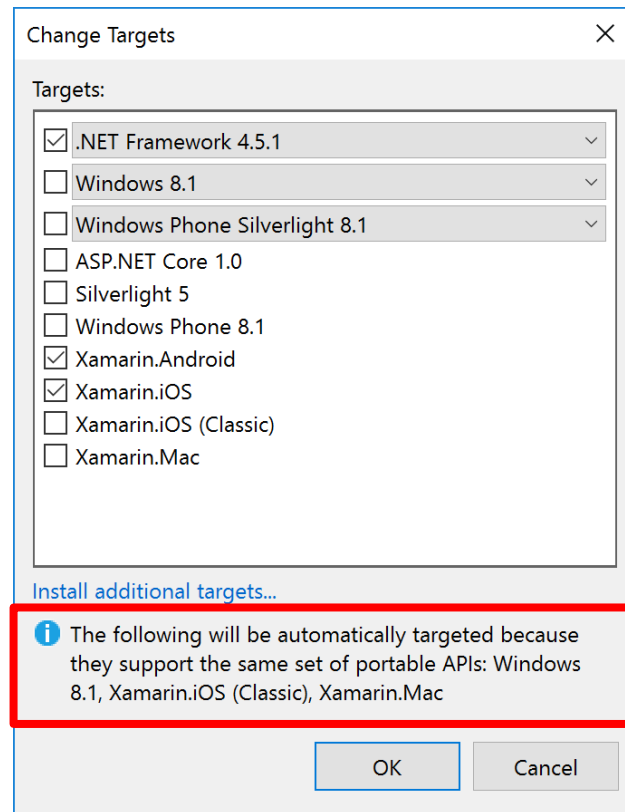 Change Targets
Targets:
.NET Framework 4.5.1
Windows 8.1
Windows Phone Silverlight 8.1
ASP.NET Core 1.0
Silverlight 5
Windows Phone 8.1
Xamarin.Android
Xamarin.iOS
Xamarin.iOS (Classic)
Xamarin.Mac
Install additional targets...
The following will be automatically targeted because
they support the same set of portable APIs: Windows
8.1, Xamarin.iOS (Classic), Xamarin.Mac
OK
Cancel